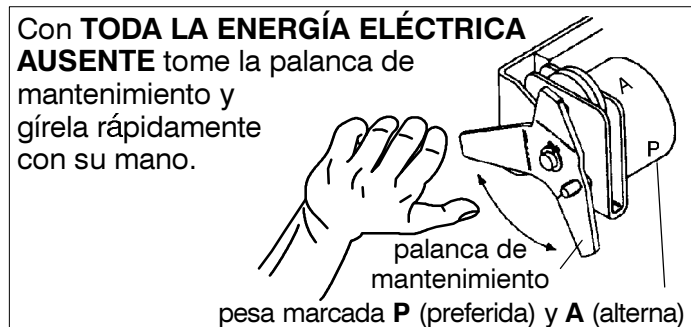 Con TODA LA ENERGÍA ELÉCTRICA
AUSENTE tome la palanca de
mantenimiento y
gírela rápidamente
con su mano.
A
P
palanca de
mantenimiento
pesa marcada P (preferida) y A (alterna)